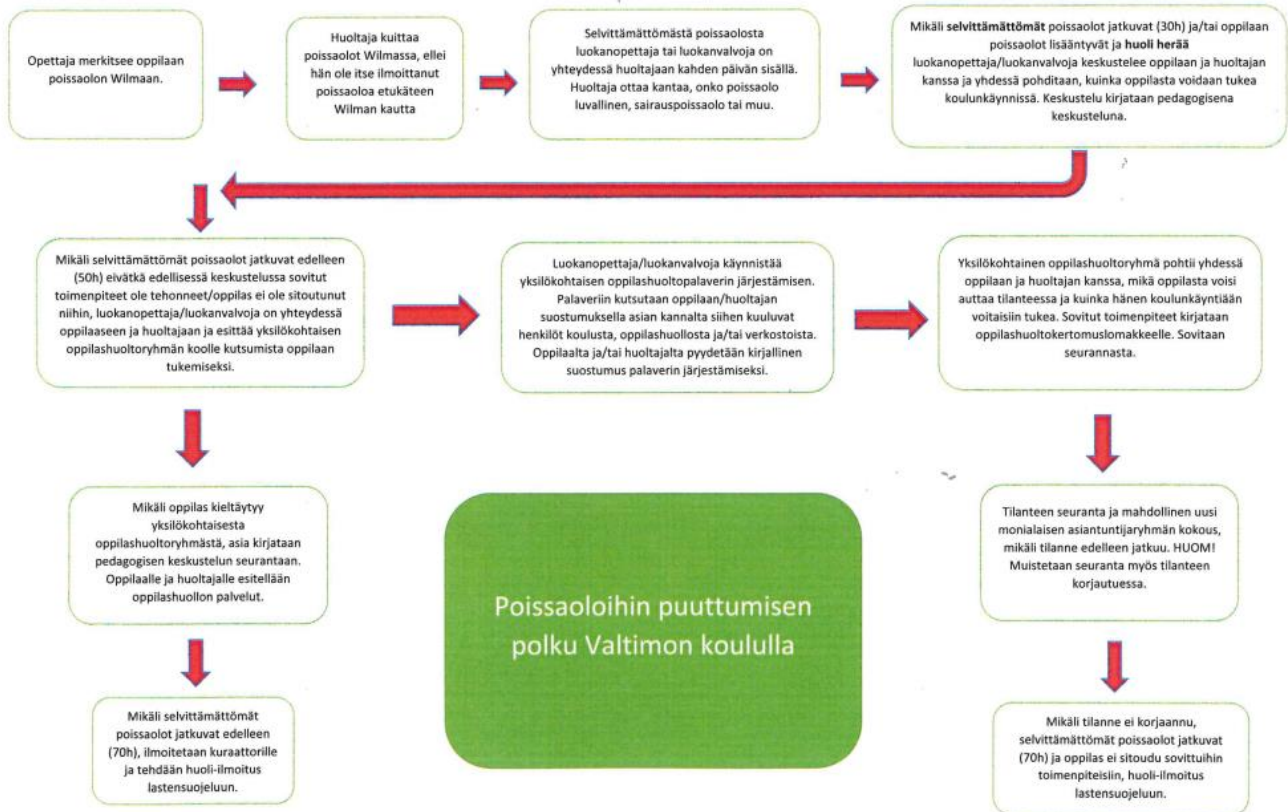 Opettaja merkitsee oppilaan
poissaolon Wilmaan.
Huoltaja kuittaa
poissaolot Wilmassa, ellei
hän ole itse ilmoittanut
poissaoloa etukäteen
Wilman kautta
Selvittämättömästä poissaolosta
luokanopettaja tai luokanvalvoja on
yhteydessä huoltajaan kahden päivän sisällä.
Huoltaja ottaa kantaa, onko poissaolo
luvallinen, sairauspoissaolo tai muu.
Mikäli selvittämättömät poissaolot jatkuvat (30h) ja/tai oppilaan
poissaolot lisääntyvät ja huoli herää
luokanopettaja/luokanvalvoja keskustelee oppilaan ja huoltajan
kanssa ja yhdessä pohditaan, kuinka oppilasta voidaan tukea
koulunkäynnissä. Keskustelu kirjataan pedagogisena
keskusteluna.
Mikäli selvittämättömät poissaolot jatkuvat edelleen
(50h) eivätkä edellisessä keskustelussa sovitut
toimenpiteet ole tehonneet/oppilas ei ole sitoutunut
niihin, luokanopettaja/luokanvalvoja on yhteydessä
oppilaaseen ja huoltajaan ja esittää yksilökohtaisen
oppilashuoltoryhmän koolle kutsumista oppilaan
tukemiseksi.
Luokanopettaja/luokanvalvoja käynnistää
yksilökohtaisen oppilashuoltopalaverin järjestämisen.
Palaveriin kutsutaan oppilaan/huoltajan
suostumuksella asian kannalta siihen kuuluvat
henkilöt koulusta, oppilashuollosta ja/tai verkostoista.
Oppilaalta ja/tai huoltajalta pyydetään kirjallinen
suostumus palaverin järjestämiseksi.
Yksilökohtainen oppilashuoltoryhmä pohtii yhdessä
oppilaan ja huoltajan kanssa, mikä oppilasta voisi
auttaa tilanteessa ja kuinka hänen koulunkäyntiään
voitaisiin tukea. Sovitut toimenpiteet kirjataan
oppilashuoltokertomuslomakkeelle. Sovitaan
seurannasta.
Mikäli oppilas kieltäytyy
yksilökohtaisesta
oppilashuoltoryhmästä, asia kirjataan
pedagogisen keskustelun seurantaan.
Oppilaalle ja huoltajalle esitellään
oppilashuollon palvelut.
Poissaoloihin puuttumisen
polku Valtimon koululla
Tilanteen seuranta ja mahdollinen uusi
monialaisen asiantuntijaryhmän kokous,
mikäli tilanne edelleen jatkuu. HUOM!
Muistetaan seuranta myös tilanteen
korjautuessa.
Mikäli selvittämättömät
poissaolot jatkuvat edelleen
(70h), ilmoitetaan kuraattorille
ja tehdään huoli-ilmoitus
lastensuojeluun.
Mikäli tilanne ei korjaannu,
selvittämättömät poissaolot jatkuvat
(70h) ja oppilas ei sitoudu sovittuihin
toimenpiteisiin, huoli-ilmoitus
lastensuojeluun.